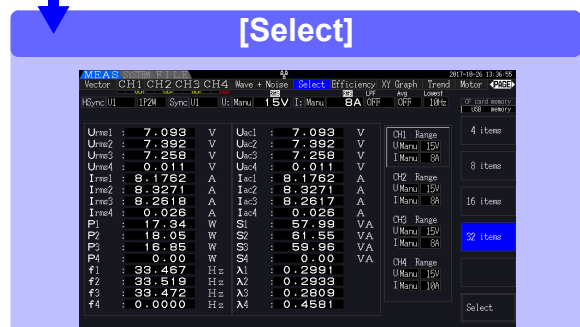 [Select]
MEAS SYSTEM FILE 2017-10-26 13:36:55
Vector CH1 CH2 CH3 CH4 Wave + Noise Select Efficiency XY Graph Trend Motor PAGE
RMS RMS LPF Avg Lowest
HSync U1 1P2W Sync U1 U: Manu 15V I: Manu 8A OFF OFF 10Hz
CF card memory
USB memory
Urms1 : 7.093 V Uac1 : 7.093 V
Urms2 : 7.392 V Uac2 : 7.392 V
Urms3 : 7.258 V Uac3 : 7.258 V
Urms4 : 0.011 V Uac4 : 0.011 V
Irms1 : 8.1762 A Iac1 : 8.1762 A
Irms2 : 8.3271 A Iac2 : 8.3271 A
Irms3 : 8.2618 A Iac3 : 8.2617 A
Irms4 : 0.026 A Iac4 : 0.026 A
P1 : 17.34 W S1 : 57.99 VA
P2 : 18.05 W S2 : 61.55 VA
P3 : 16.85 W S3 : 59.96 VA
P4 : 0.00 W S4 : 0.00 VA
f1 : 33.467 Hz λ1 : 0.2991
f2 : 33.519 Hz λ2 : 0.2933
f3 : 33.472 Hz λ3 : 0.2809
f4 : 0.0000 Hz λ4 : 0.4581
CH1 Range
U Manu 15V
I Manu 8A
CH2 Range
U Manu 15V
I Manu 8A
CH3 Range
U Manu 15V
I Manu 8A
CH4 Range
U Manu 15V
I Manu 10A
4 items
8 items
16 items
32 items
Select